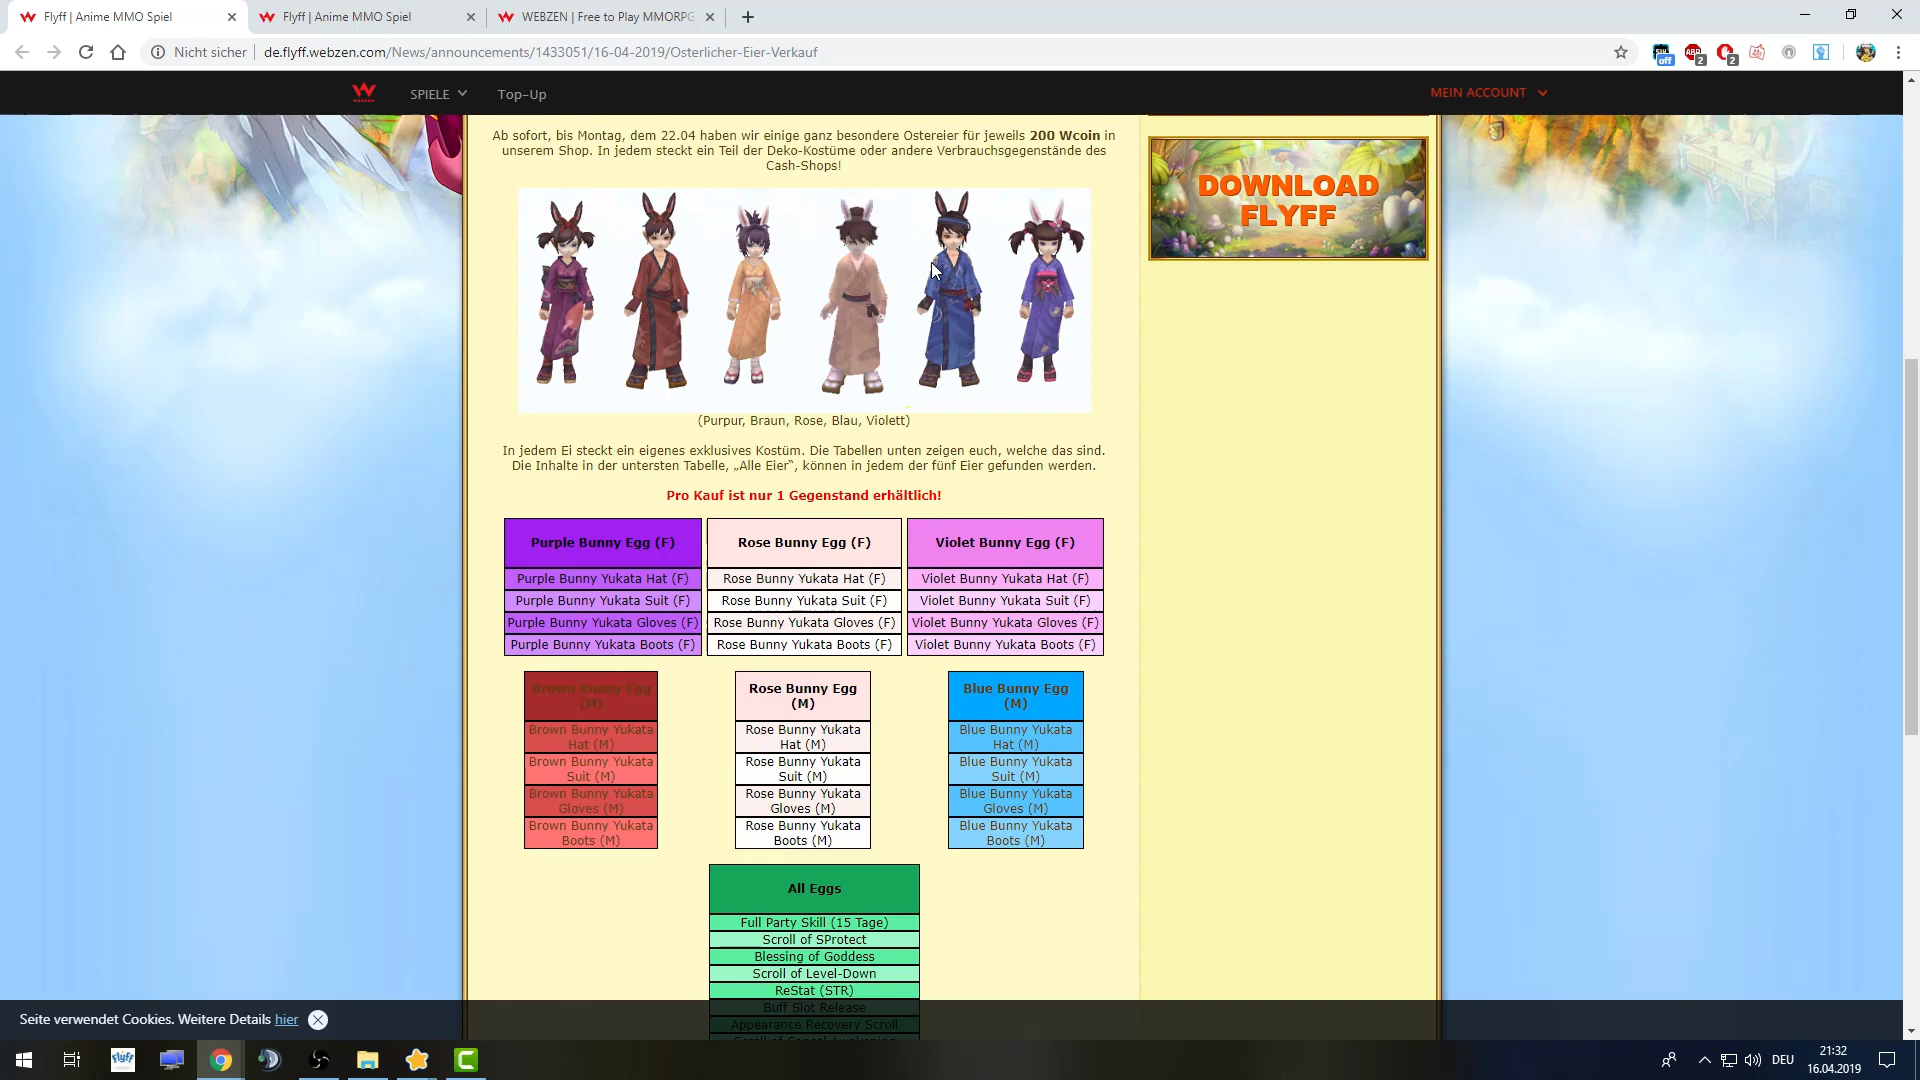 Flyff | Anime MMO Spiel
Flyff | Anime MMO Spiel
WEBZEN | Free to Play MMORPG
Nicht sicher
de.flyff.webzen.com/News/announcements/1433051/16-04-2019/Osterlicher-Eier-Verkauf
off
ABP
2
2
WEBZEN
SPIELE
Top-Up
MEIN ACCOUNT
Ab sofort, bis Montag, dem 22.04 haben wir einige ganz besondere Ostereier für jeweils 200 Wcoin in
unserem Shop. In jedem steckt ein Teil der Deko-Kostüme oder andere Verbrauchsgegenstände des
Cash-Shops!
DOWNLOAD
FLYFF
(Purpur, Braun, Rose, Blau, Violett)
In jedem Ei steckt ein eigenes exklusives Kostüm. Die Tabellen unten zeigen euch, welche das sind.
Die Inhalte in der untersten Tabelle, „Alle Eier“, können in jedem der fünf Eier gefunden werden.
Pro Kauf ist nur 1 Gegenstand erhältlich!
Purple Bunny Egg (F)
Purple Bunny Yukata Hat (F)
Purple Bunny Yukata Suit (F)
Purple Bunny Yukata Gloves (F)
Purple Bunny Yukata Boots (F)
Rose Bunny Egg (F)
Rose Bunny Yukata Hat (F)
Rose Bunny Yukata Suit (F)
Rose Bunny Yukata Gloves (F)
Rose Bunny Yukata Boots (F)
Violet Bunny Egg (F)
Violet Bunny Yukata Hat (F)
Violet Bunny Yukata Suit (F)
Violet Bunny Yukata Gloves (F)
Violet Bunny Yukata Boots (F)
Brown Bunny Egg
(M)
Brown Bunny Yukata
Hat (M)
Brown Bunny Yukata
Suit (M)
Brown Bunny Yukata
Gloves (M)
Brown Bunny Yukata
Boots (M)
Rose Bunny Egg
(M)
Rose Bunny Yukata
Hat (M)
Rose Bunny Yukata
Suit (M)
Rose Bunny Yukata
Gloves (M)
Rose Bunny Yukata
Boots (M)
Blue Bunny Egg
(M)
Blue Bunny Yukata
Hat (M)
Blue Bunny Yukata
Suit (M)
Blue Bunny Yukata
Gloves (M)
Blue Bunny Yukata
Boots (M)
All Eggs
Full Party Skill (15 Tage)
Scroll of SProtect
Blessing of Goddess
Scroll of Level-Down
ReStat (STR)
Buff Slot Release
Appearance Recovery Scroll
Scroll of Cancel Awakening
Seite verwendet Cookies. Weitere Details hier
Flyff
DEU
21:32
16.04.2019